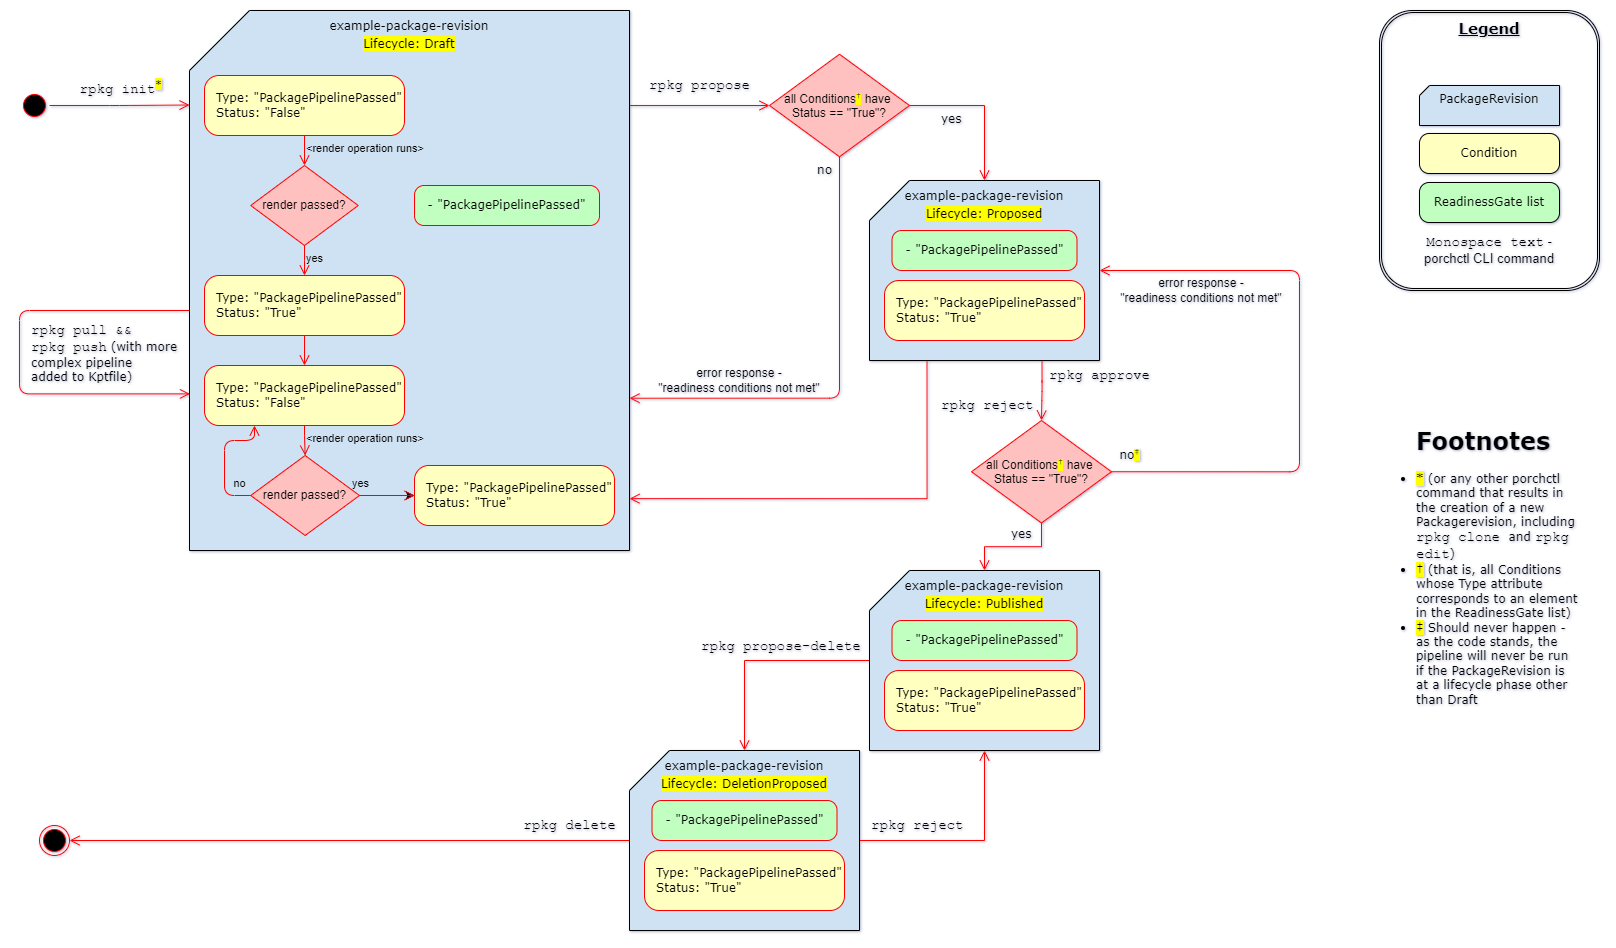 example-package-revision
Lifecycle: Draft
rpkg init*
Type: "PackagePipelinePassed"
Status: "False"
<render operation runs>
render passed?
- "PackagePipelinePassed"
yes
Type: "PackagePipelinePassed"
Status: "True"
rpkg pull &&
rpkg push (with more
complex pipeline
added to Kptfile)
Type: "PackagePipelinePassed"
Status: "False"
<render operation runs>
no
render passed?
yes
Type: "PackagePipelinePassed"
Status: "True"
rpkg propose
all Conditions† have
Status == "True"?
yes
no
error response -
"readiness conditions not met"
example-package-revision
Lifecycle: Proposed
- "PackagePipelinePassed"
Type: "PackagePipelinePassed"
Status: "True"
error response -
"readiness conditions not met"
rpkg approve
rpkg reject
all Conditions† have
Status == "True"?
no‡
yes
example-package-revision
Lifecycle: Published
- "PackagePipelinePassed"
Type: "PackagePipelinePassed"
Status: "True"
rpkg propose-delete
example-package-revision
Lifecycle: DeletionProposed
- "PackagePipelinePassed"
Type: "PackagePipelinePassed"
Status: "True"
rpkg delete
rpkg reject
Legend
PackageRevision
Condition
ReadinessGate list
Monospace text -
porchctl CLI command
Footnotes
• * (or any other porchctl
command that results in
the creation of a new
Packagerevision, including
rpkg clone and rpkg
edit)
• † (that is, all Conditions
whose Type attribute
corresponds to an element
in the ReadinessGate list)
• ‡ Should never happen -
as the code stands, the
pipeline will never be run
if the PackageRevision is
at a lifecycle phase other
than Draft